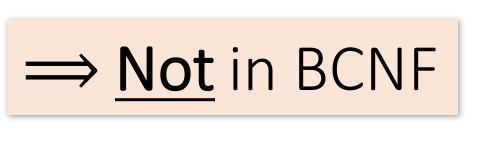 ⟹ Not in BCNF